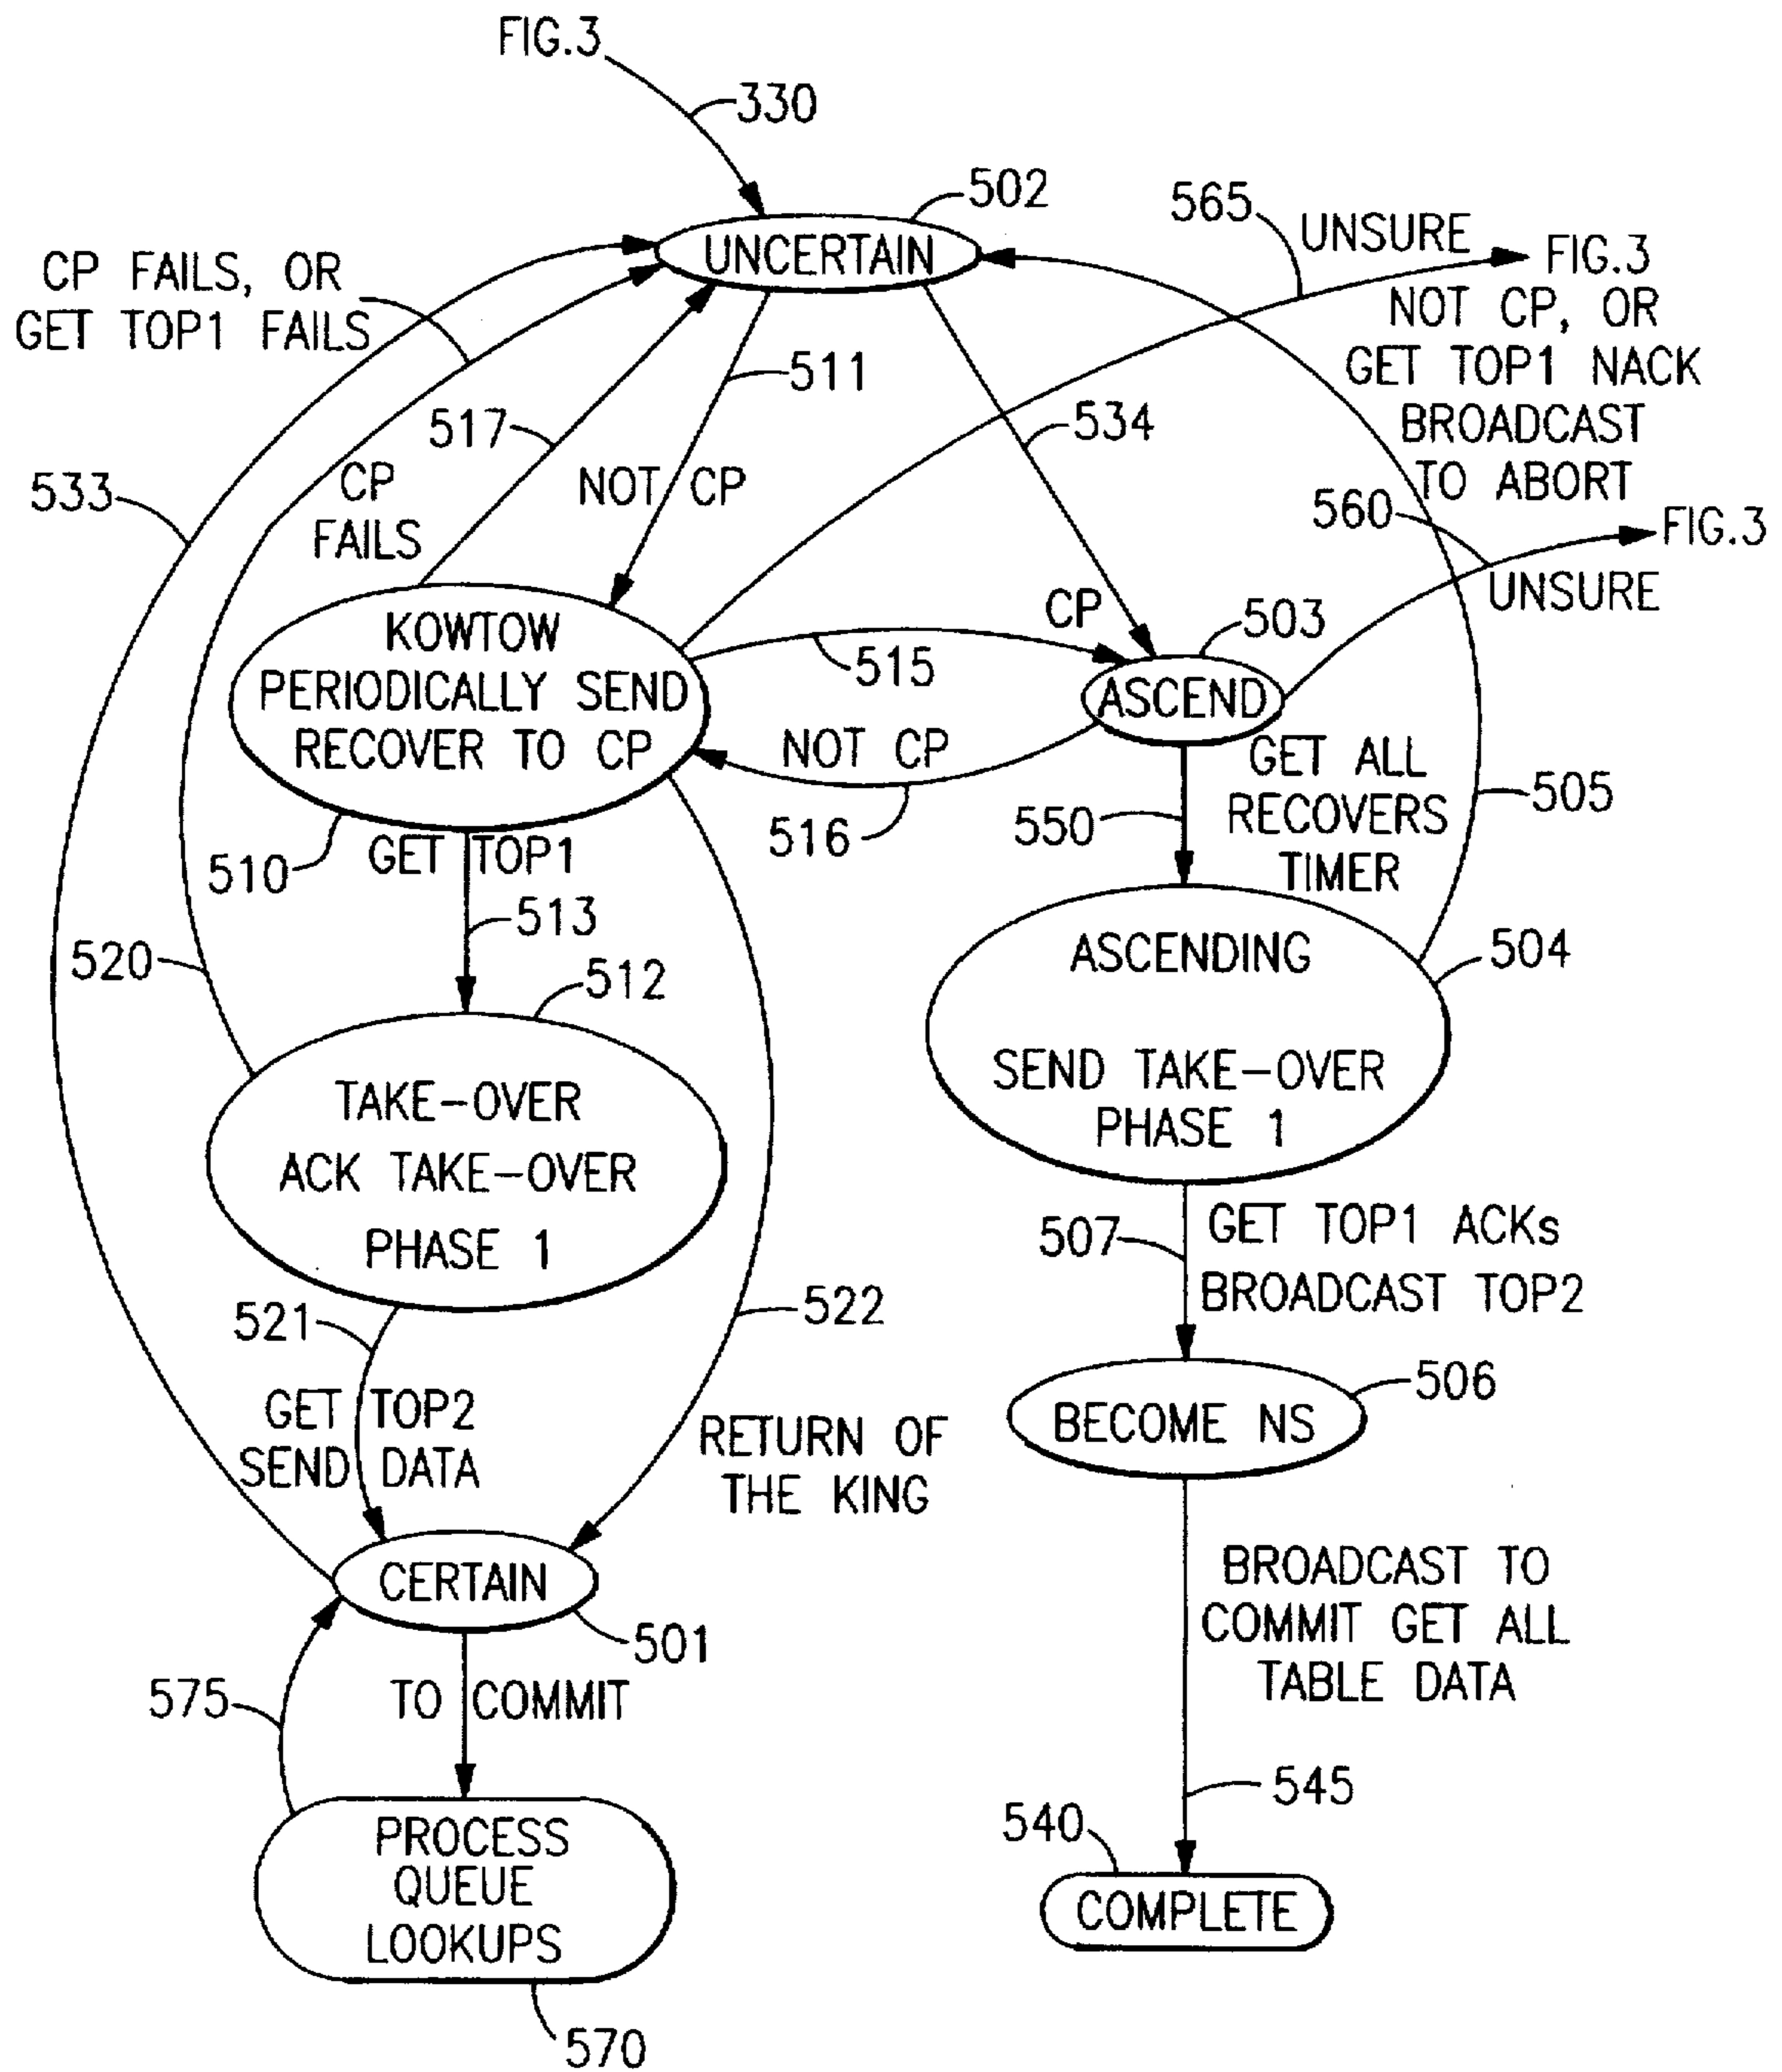 FIG.3
330
502
UNCERTAIN
565
UNSURE
FIG.3
NOT CP, OR
GET TOP1 NACK
BROADCAST
TO ABORT
CP FAILS, OR
GET TOP1 FAILS
511
517
534
533
CP
FAILS
NOT CP
560
FIG.3
UNSURE
KOWTOW
PERIODICALLY SEND
RECOVER TO CP
CP
515
503
ASCEND
NOT CP
516
510
GET TOP1
513
550
GET ALL
RECOVERS
TIMER
505
520
512
TAKE-OVER
ACK TAKE-OVER
PHASE 1
ASCENDING
SEND TAKE-OVER
PHASE 1
504
521
522
507
GET TOP1 ACKs
BROADCAST TOP2
GET TOP2
SEND DATA
RETURN OF
THE KING
506
BECOME NS
CERTAIN
501
BROADCAST TO
COMMIT GET ALL
TABLE DATA
575
TO COMMIT
545
540
PROCESS
QUEUE
LOOKUPS
COMPLETE
570